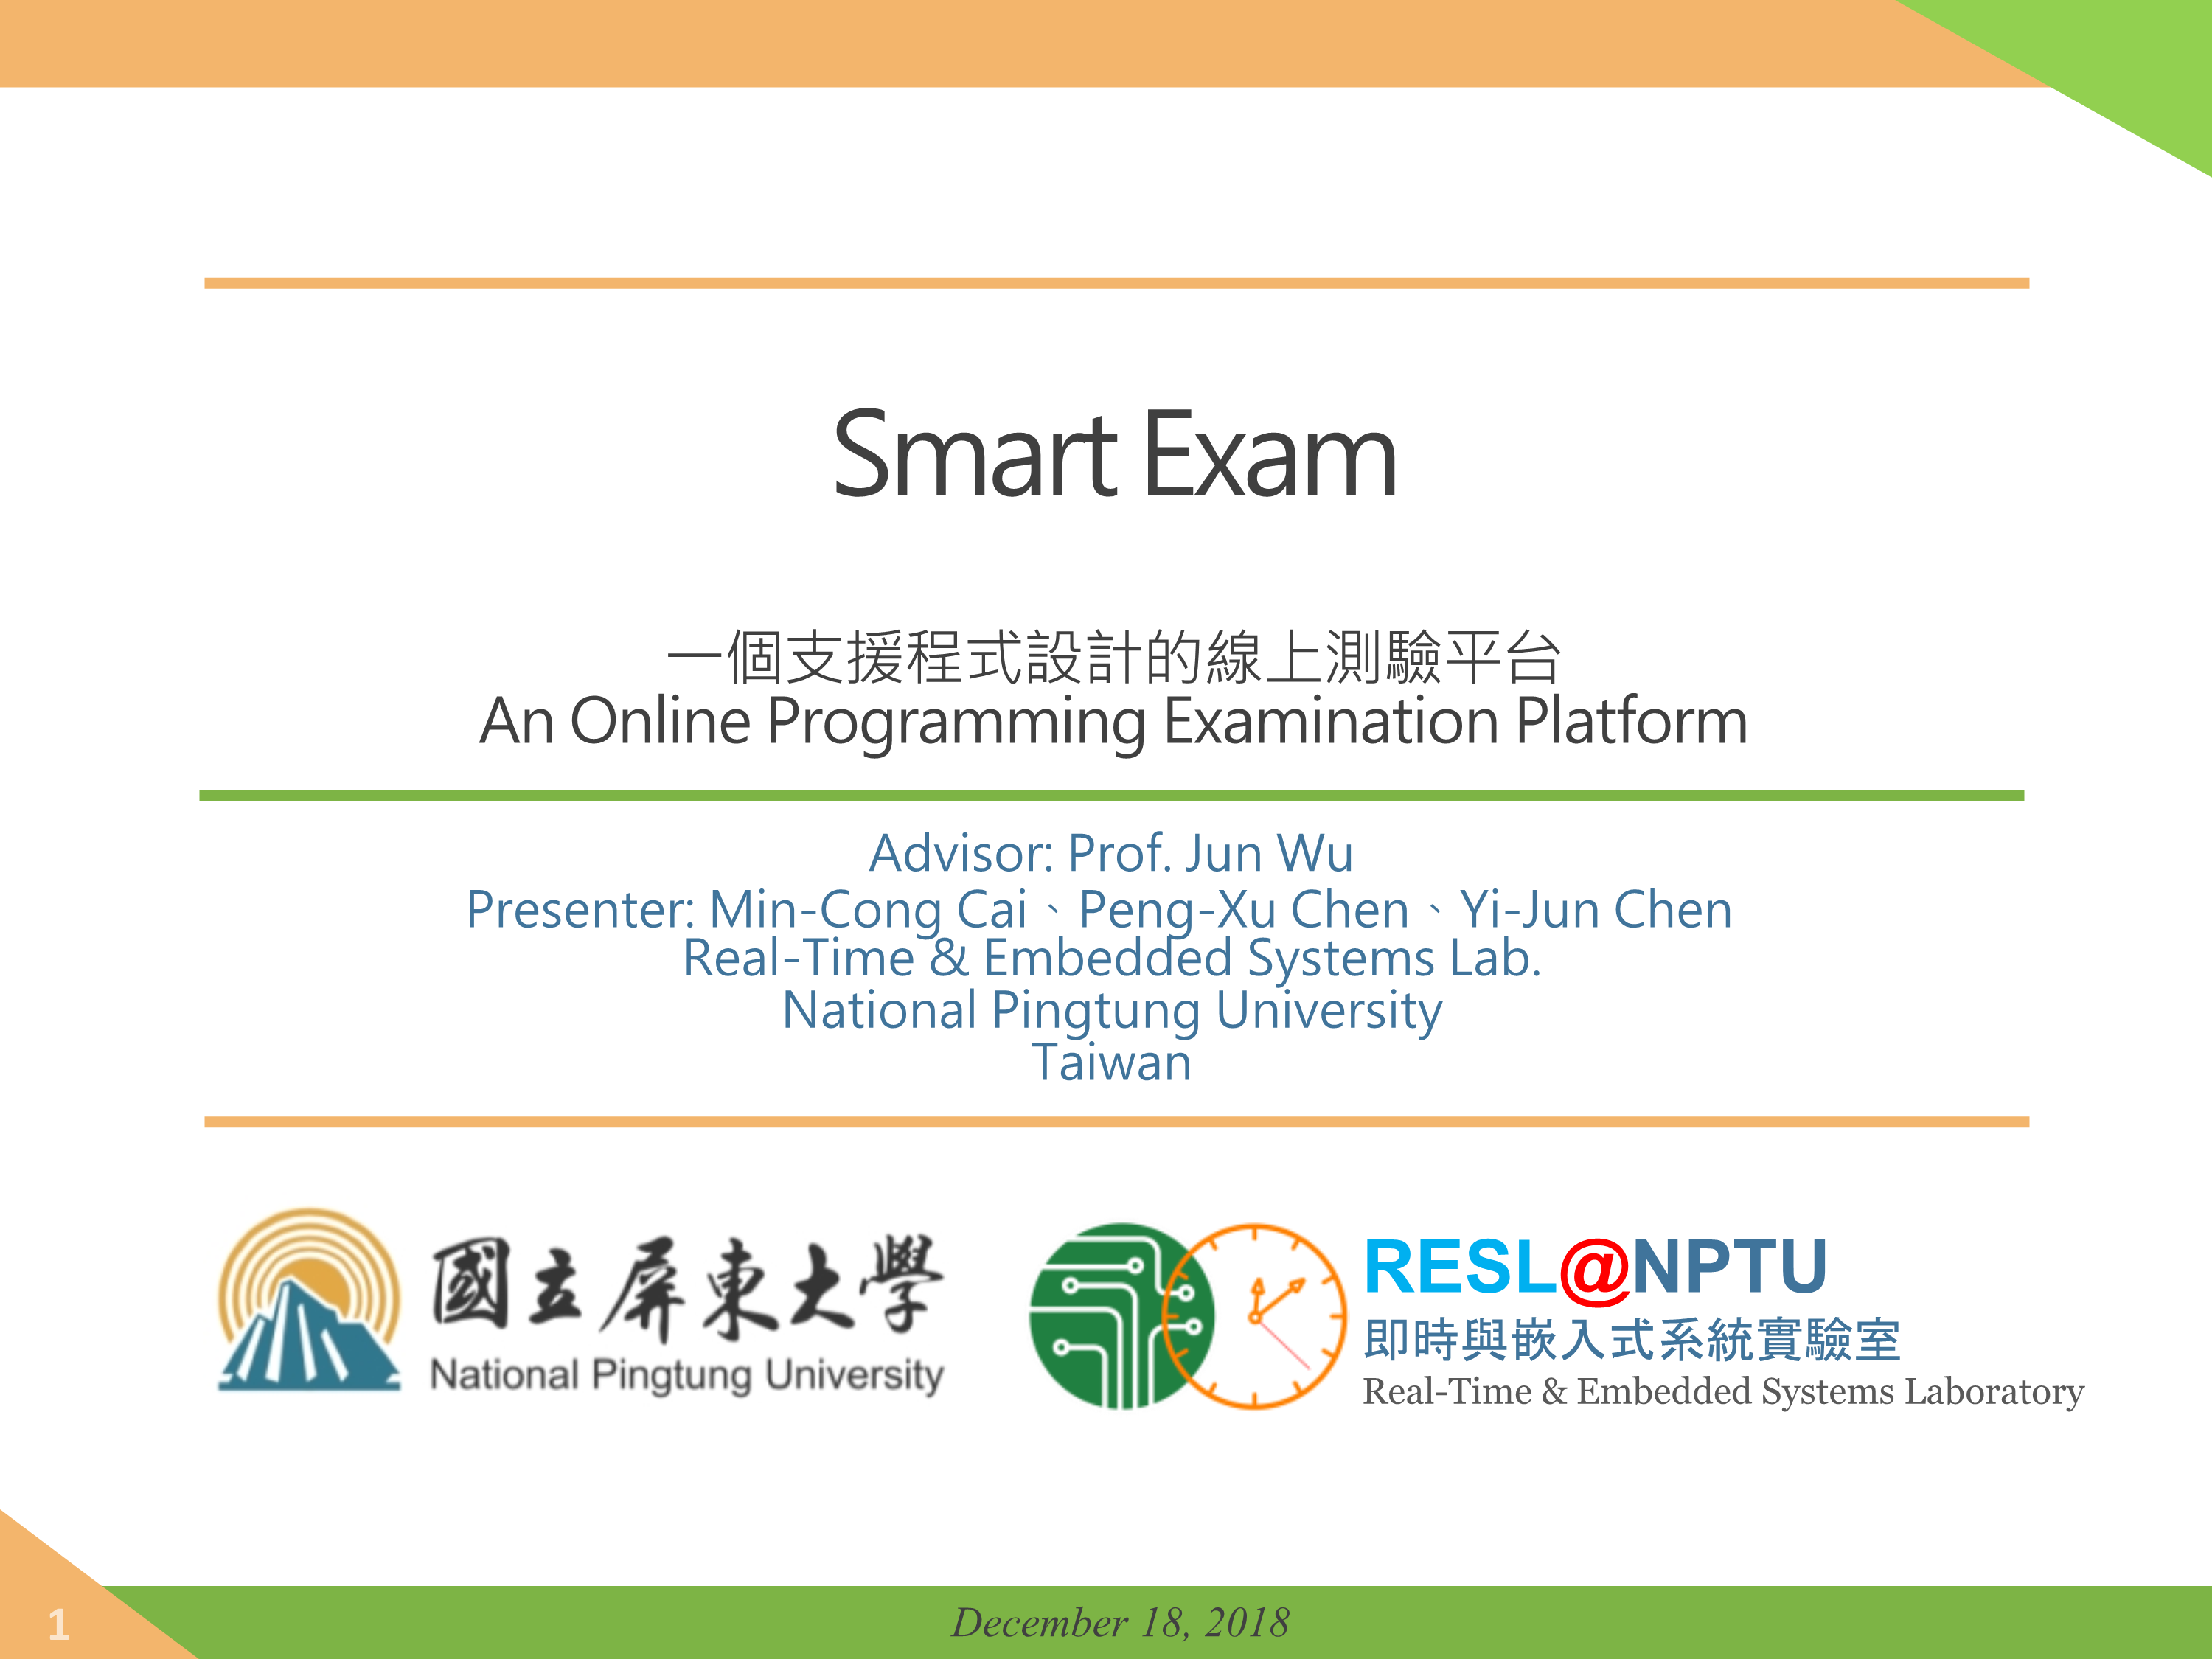 Smart Exam
一個支援程式設計的線上測驗平台
An Online Programming Examination Platform
Advisor: Prof. Jun Wu
Presenter: Min-Cong Cai、Peng-Xu Chen、Yi-Jun Chen
Real-Time & Embedded Systems Lab.
National Pingtung University
Taiwan
國立屏東大學
National Pingtung University
RESL@NPTU
即時與嵌入式系統實驗室
Real-Time & Embedded Systems Laboratory
1
December 18, 2018